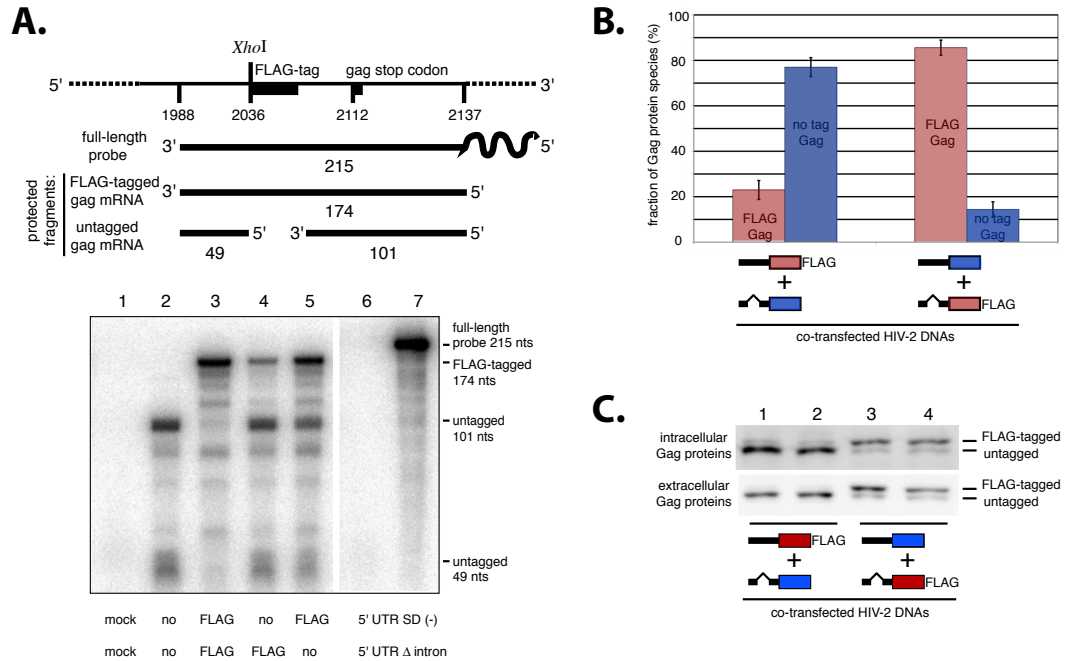 A.
XhoI
FLAG-tag
gag stop codon
5'
3'
1988
2036
2112
2137
full-length
probe
3'
5'
215
protected
fragments:
FLAG-tagged
gag mRNA
3'
5'
174
untagged
gag mRNA
5'
3'
5'
49
101
1 2 3 4 5 6 7
full-length
probe 215 nts
FLAG-tagged
174 nts
untagged
101 nts
untagged
49 nts
mock no FLAG no FLAG 5' UTR SD (-)
mock no FLAG FLAG no 5' UTR Δ intron
B.
fraction of Gag protein species (%)
100
80
60
40
20
0
FLAG
Gag
no tag
Gag
FLAG
Gag
no tag
Gag
FLAG
+
+
FLAG
co-transfected HIV-2 DNAs
C.
1 2 3 4
intracellular
Gag proteins
FLAG-tagged
untagged
extracellular
Gag proteins
FLAG-tagged
untagged
FLAG
+
+
FLAG
co-transfected HIV-2 DNAs